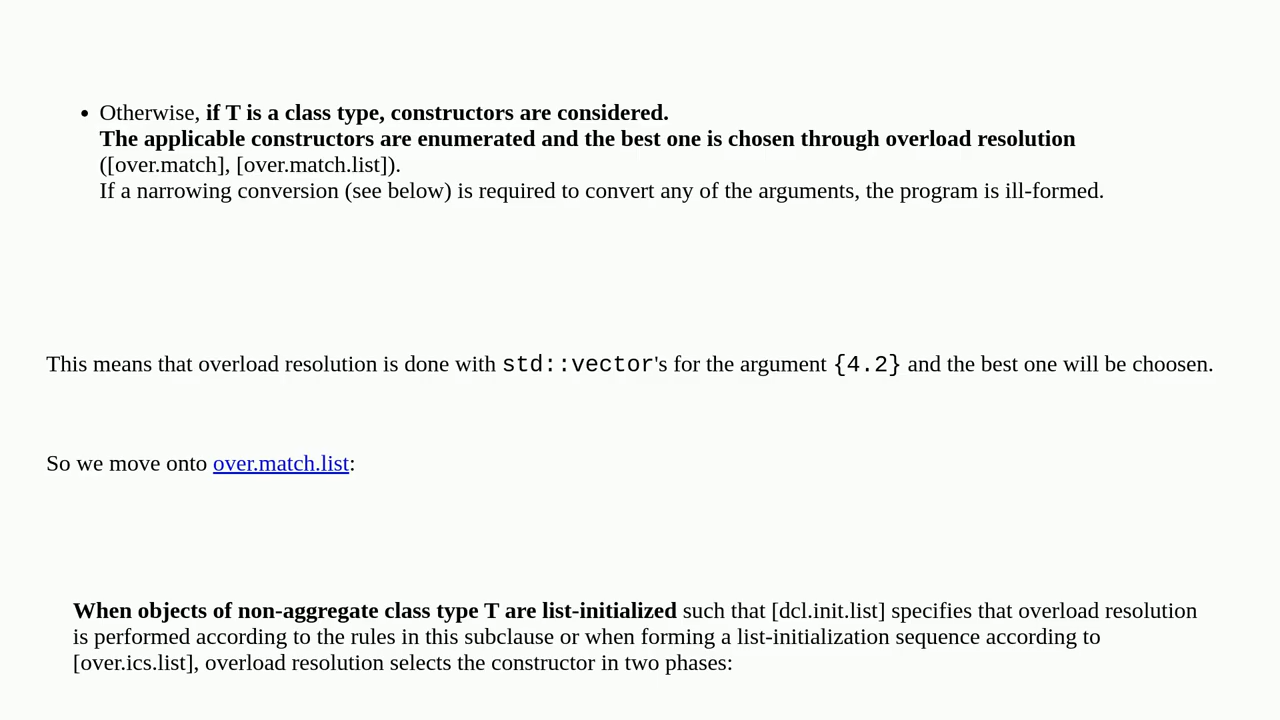 • Otherwise, if T is a class type, constructors are considered.
The applicable constructors are enumerated and the best one is chosen through overload resolution
([over.match], [over.match.list]).
If a narrowing conversion (see below) is required to convert any of the arguments, the program is ill-formed.
This means that overload resolution is done with std::vector's for the argument {4.2} and the best one will be choosen.
So we move onto over.match.list:
When objects of non-aggregate class type T are list-initialized such that [dcl.init.list] specifies that overload resolution
is performed according to the rules in this subclause or when forming a list-initialization sequence according to
[over.ics.list], overload resolution selects the constructor in two phases: